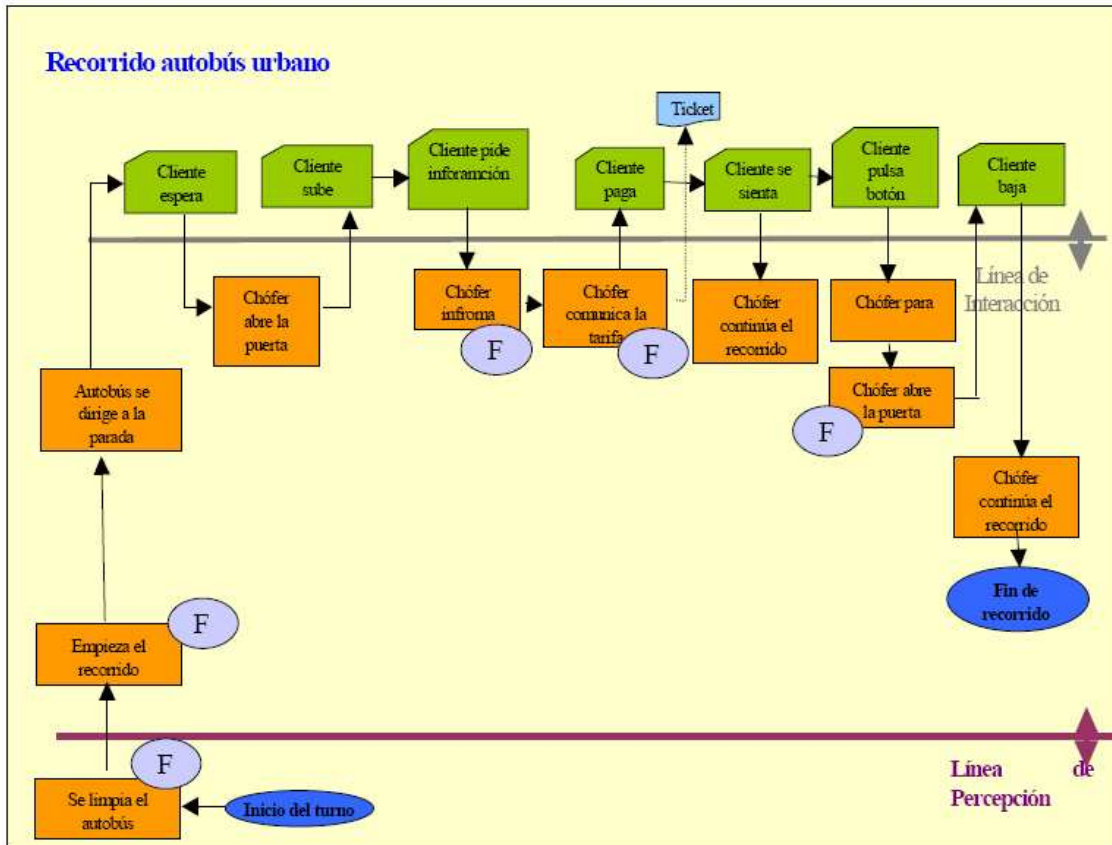 Recorrido autobús urbano
Ticket
Cliente
espera
Cliente
sube
Cliente pide
inforamción
Cliente
paga
Cliente se
sienta
Cliente
pulsa
botón
Cliente
baja
Línea de
Interacción
Chófer
abre la
puerta
Chófer
infroma
F
Chófer
comunica la
tarifa
F
Chófer
continúa el
recorrido
Chófer para
Chófer abre
la puerta
F
Autobús se
dirige a la
parada
Chófer
continúa el
recorrido
Fin de
recorrido
F
Empieza el
recorrido
F
Se limpia el
autobús
Inicio del turno
Línea de
Percepción